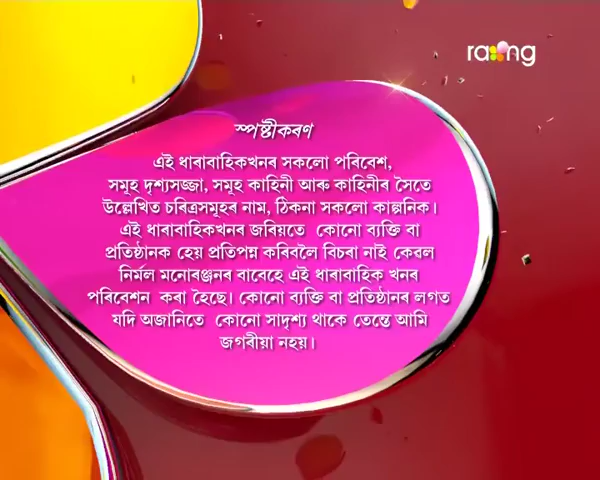 rang
স্পষ্টীকৰণ
এই ধাৰাবাহিকখনৰ সকলো পৰিবেশ,
সমূহ দৃশ্যসজ্জা, সমূহ কাহিনী আৰু কাহিনীৰ সৈতে
উল্লেখিত চৰিত্ৰসমূহৰ নাম, ঠিকনা সকলো কাল্পনিক।
এই ধাৰাবাহিকখনৰ জৰিয়তে কোনো ব্যক্তি বা
প্ৰতিষ্ঠানক হেয় প্ৰতিপন্ন কৰিবলৈ বিচৰা নাই কেৱল
নিৰ্মল মনোৰঞ্জনৰ বাবেহে এই ধাৰাবাহিক খনৰ
পৰিবেশন কৰা হৈছে। কোনো ব্যক্তি বা প্ৰতিষ্ঠানৰ লগত
যদি অজানিতে কোনো সাদৃশ্য থাকে তেন্তে আমি
জগৰীয়া নহয়।